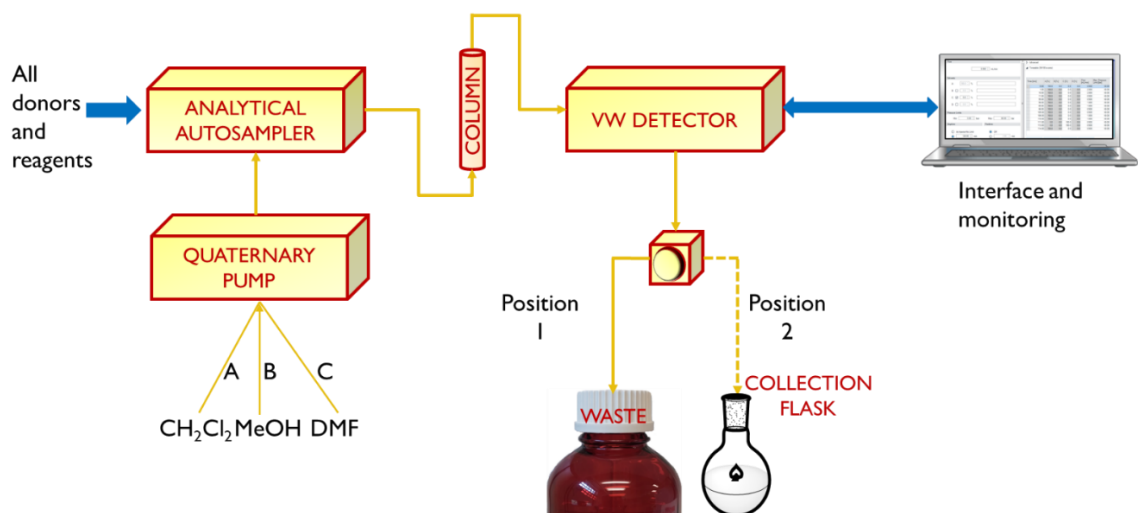 All
donors
and
reagents
ANALYTICAL
AUTOSAMPLER
COLUMN
VW DETECTOR
Interface and
monitoring
QUATERNARY
PUMP
Position
1
Position
2
A
B
C
CH₂Cl₂ MeOH DMF
WASTE
COLLECTION
FLASK